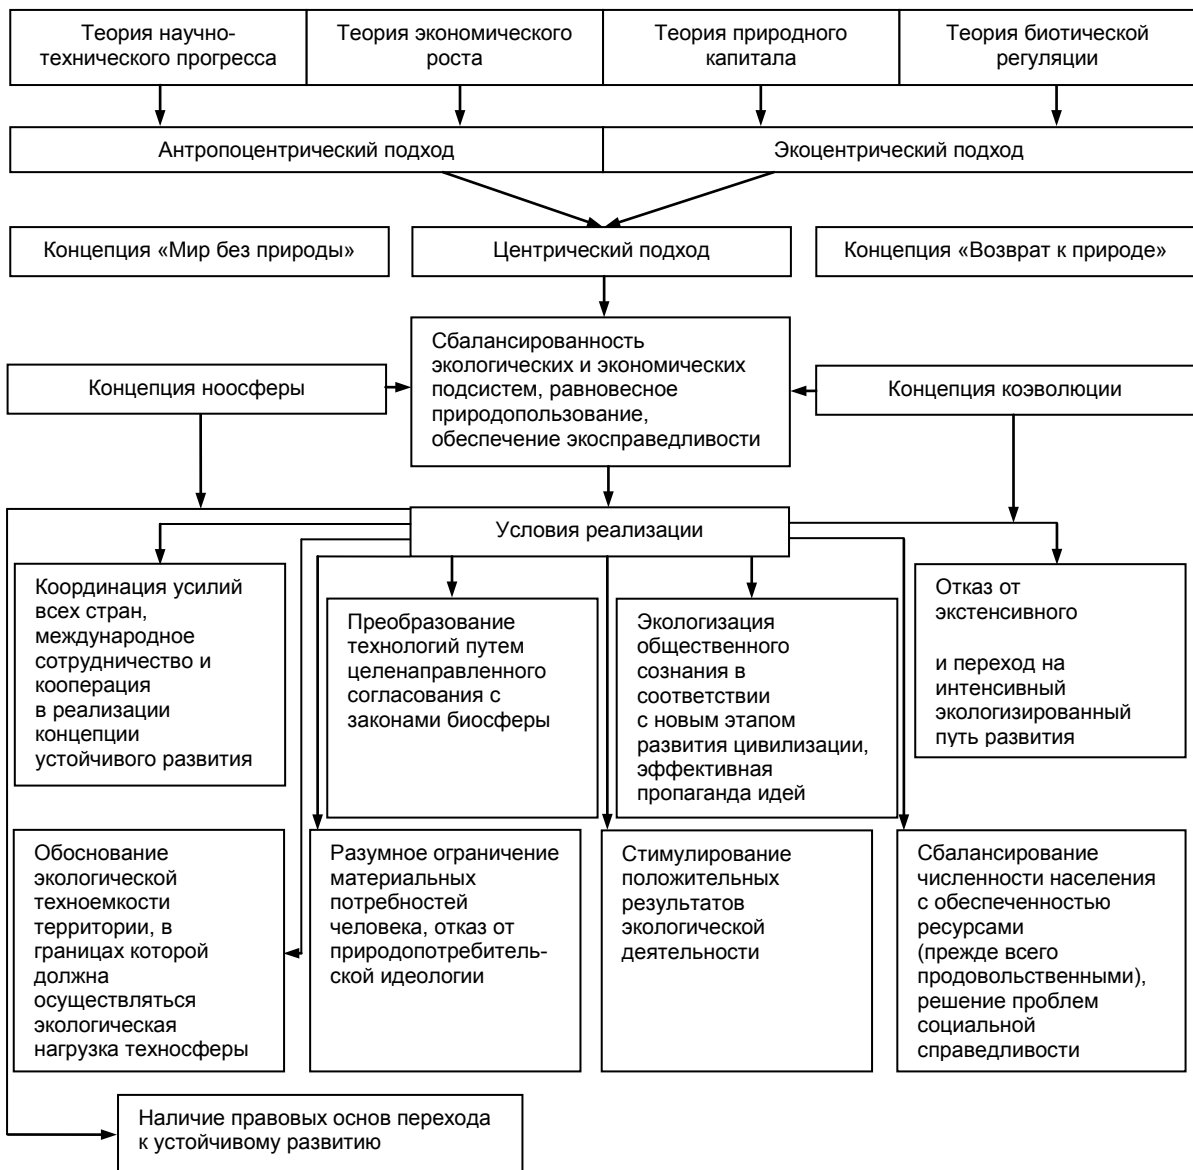 Теория научно-
технического прогресса
Теория экономического
роста
Теория природного
капитала
Теория биотической
регуляции
Антропоцентрический подход
Экоцентрический подход
Концепция «Мир без природы»
Центрический подход
Концепция «Возврат к природе»
Сбалансированность
экологических и экономических
подсистем, равновесное
природопользование,
обеспечение экосправедливости
Концепция ноосферы
Концепция коэволюции
Условия реализации
Координация усилий
всех стран,
международное
сотрудничество и
кооперация
в реализации
концепции
устойчивого развития
Преобразование
технологий путем
целенаправленного
согласования с
законами биосферы
Экологизация
общественного
сознания в
соответствии
с новым этапом
развития цивилизации,
эффективная
пропаганда идей
Отказ от
экстенсивного
и переход на
интенсивный
экологизированный
путь развития
Обоснование
экологической
техноемкости
территории, в
границах которой
должна
осуществляться
экологическая
нагрузка техносферы
Разумное ограничение
материальных
потребностей
человека, отказ от
природопотребитель-
ской идеологии
Стимулирование
положительных
результатов
экологической
деятельности
Сбалансирование
численности населения
с обеспеченностью
ресурсами
(прежде всего
продовольственными),
решение проблем
социальной
справедливости
Наличие правовых основ перехода
к устойчивому развитию